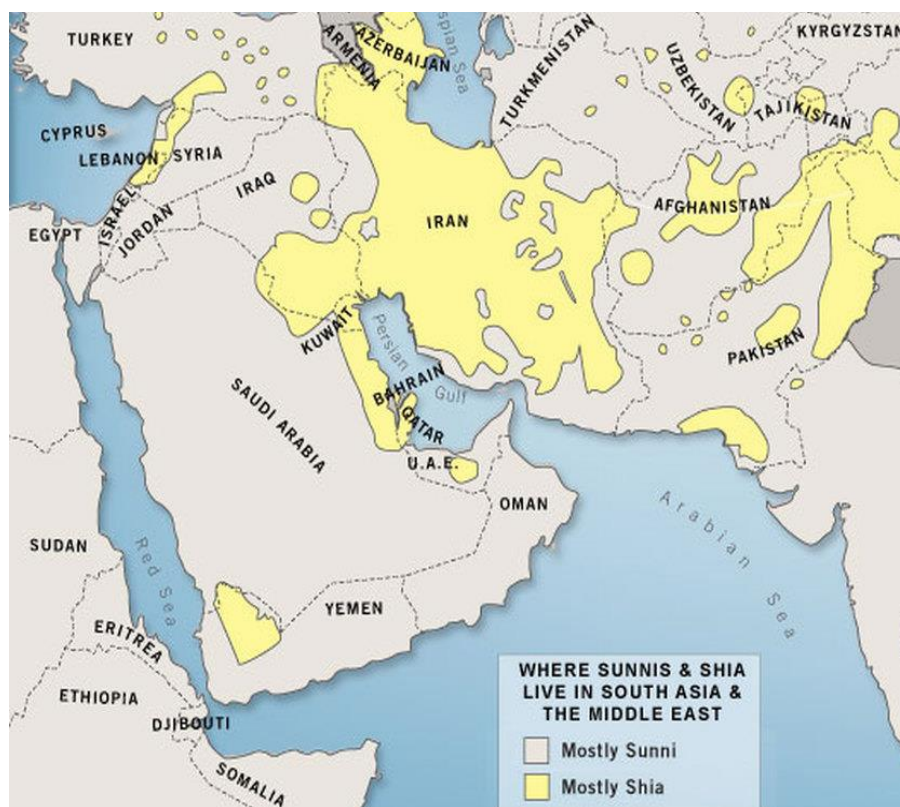 TURKEY
ARMENIA
AZERBAIJAN
spian Sea
TURKMENISTAN
UZBEKISTAN
KYRGYZSTAN
TAJIKISTAN
CYPRUS
LEBANON
SYRIA
IRAQ
IRAN
AFGHANISTAN
ISRAEL
JORDAN
EGYPT
KUWAIT
Persian
Gulf
BAHRAIN
QATAR
PAKISTAN
SAUDI ARABIA
U.A.E.
OMAN
Arabian
Sea
SUDAN
Red Sea
YEMEN
ERITREA
ETHIOPIA
DJIBOUTI
SOMALIA
WHERE SUNNIS & SHIA
LIVE IN SOUTH ASIA &
THE MIDDLE EAST
Mostly Sunni
Mostly Shia